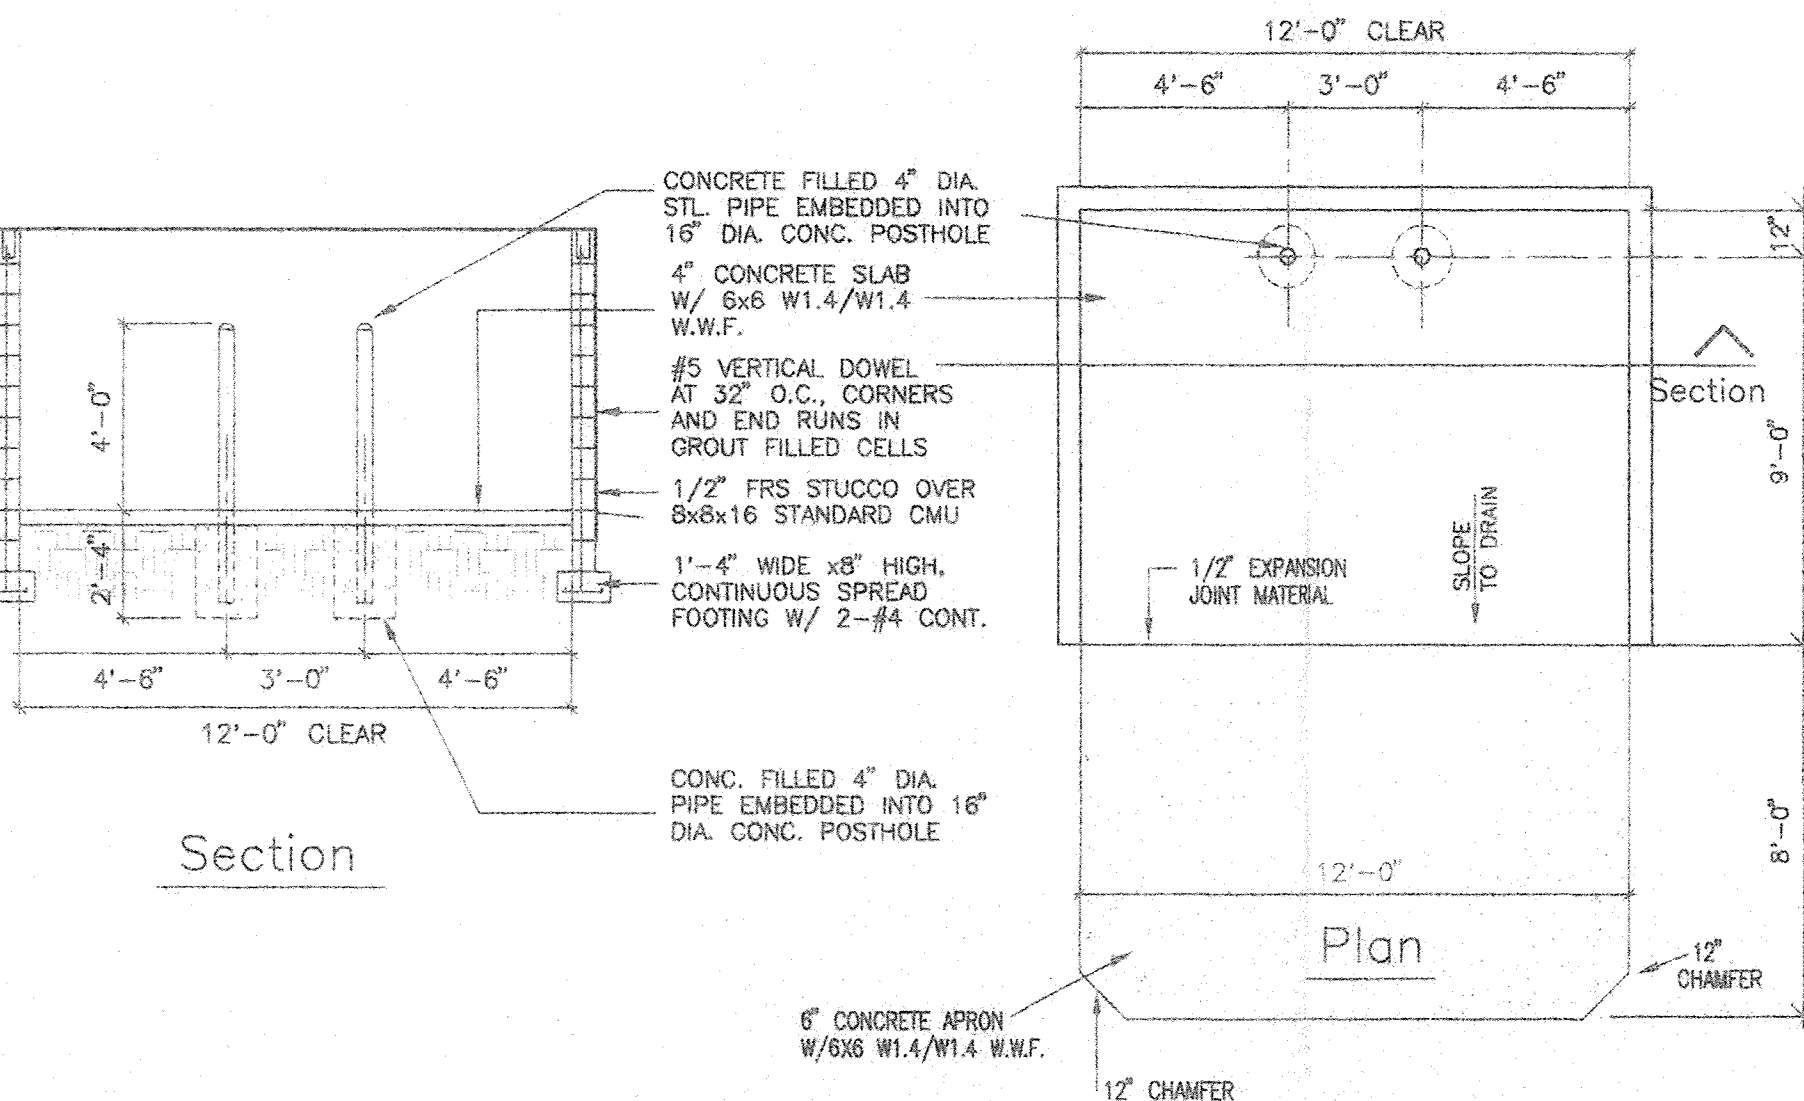 12'-0" CLEAR
4'-6" 3'-0" 4'-6"
CONCRETE FILLED 4" DIA.
STL. PIPE EMBEDDED INTO
16" DIA. CONC. POSTHOLE
4" CONCRETE SLAB
W/ 6x6 W1.4/W1.4
W.W.F.
#5 VERTICAL DOWEL
AT 32" O.C., CORNERS
AND END RUNS IN
GROUT FILLED CELLS
1/2" FRS STUCCO OVER
8x8x16 STANDARD CMU
1'-4" WIDE x8" HIGH,
CONTINUOUS SPREAD
FOOTING W/ 2-#4 CONT.
4'-0"
2'-4"
4'-6" 3'-0" 4'-6"
12'-0" CLEAR
CONC. FILLED 4" DIA.
PIPE EMBEDDED INTO 16"
DIA. CONC. POSTHOLE
Section
12"
Section
9'-0"
SLOPE
TO DRAIN
1/2" EXPANSION
JOINT MATERIAL
8'-0"
12'-0"
Plan
12"
CHAMFER
6" CONCRETE APRON
W/6X6 W1.4/W1.4 W.W.F.
12" CHAMFER